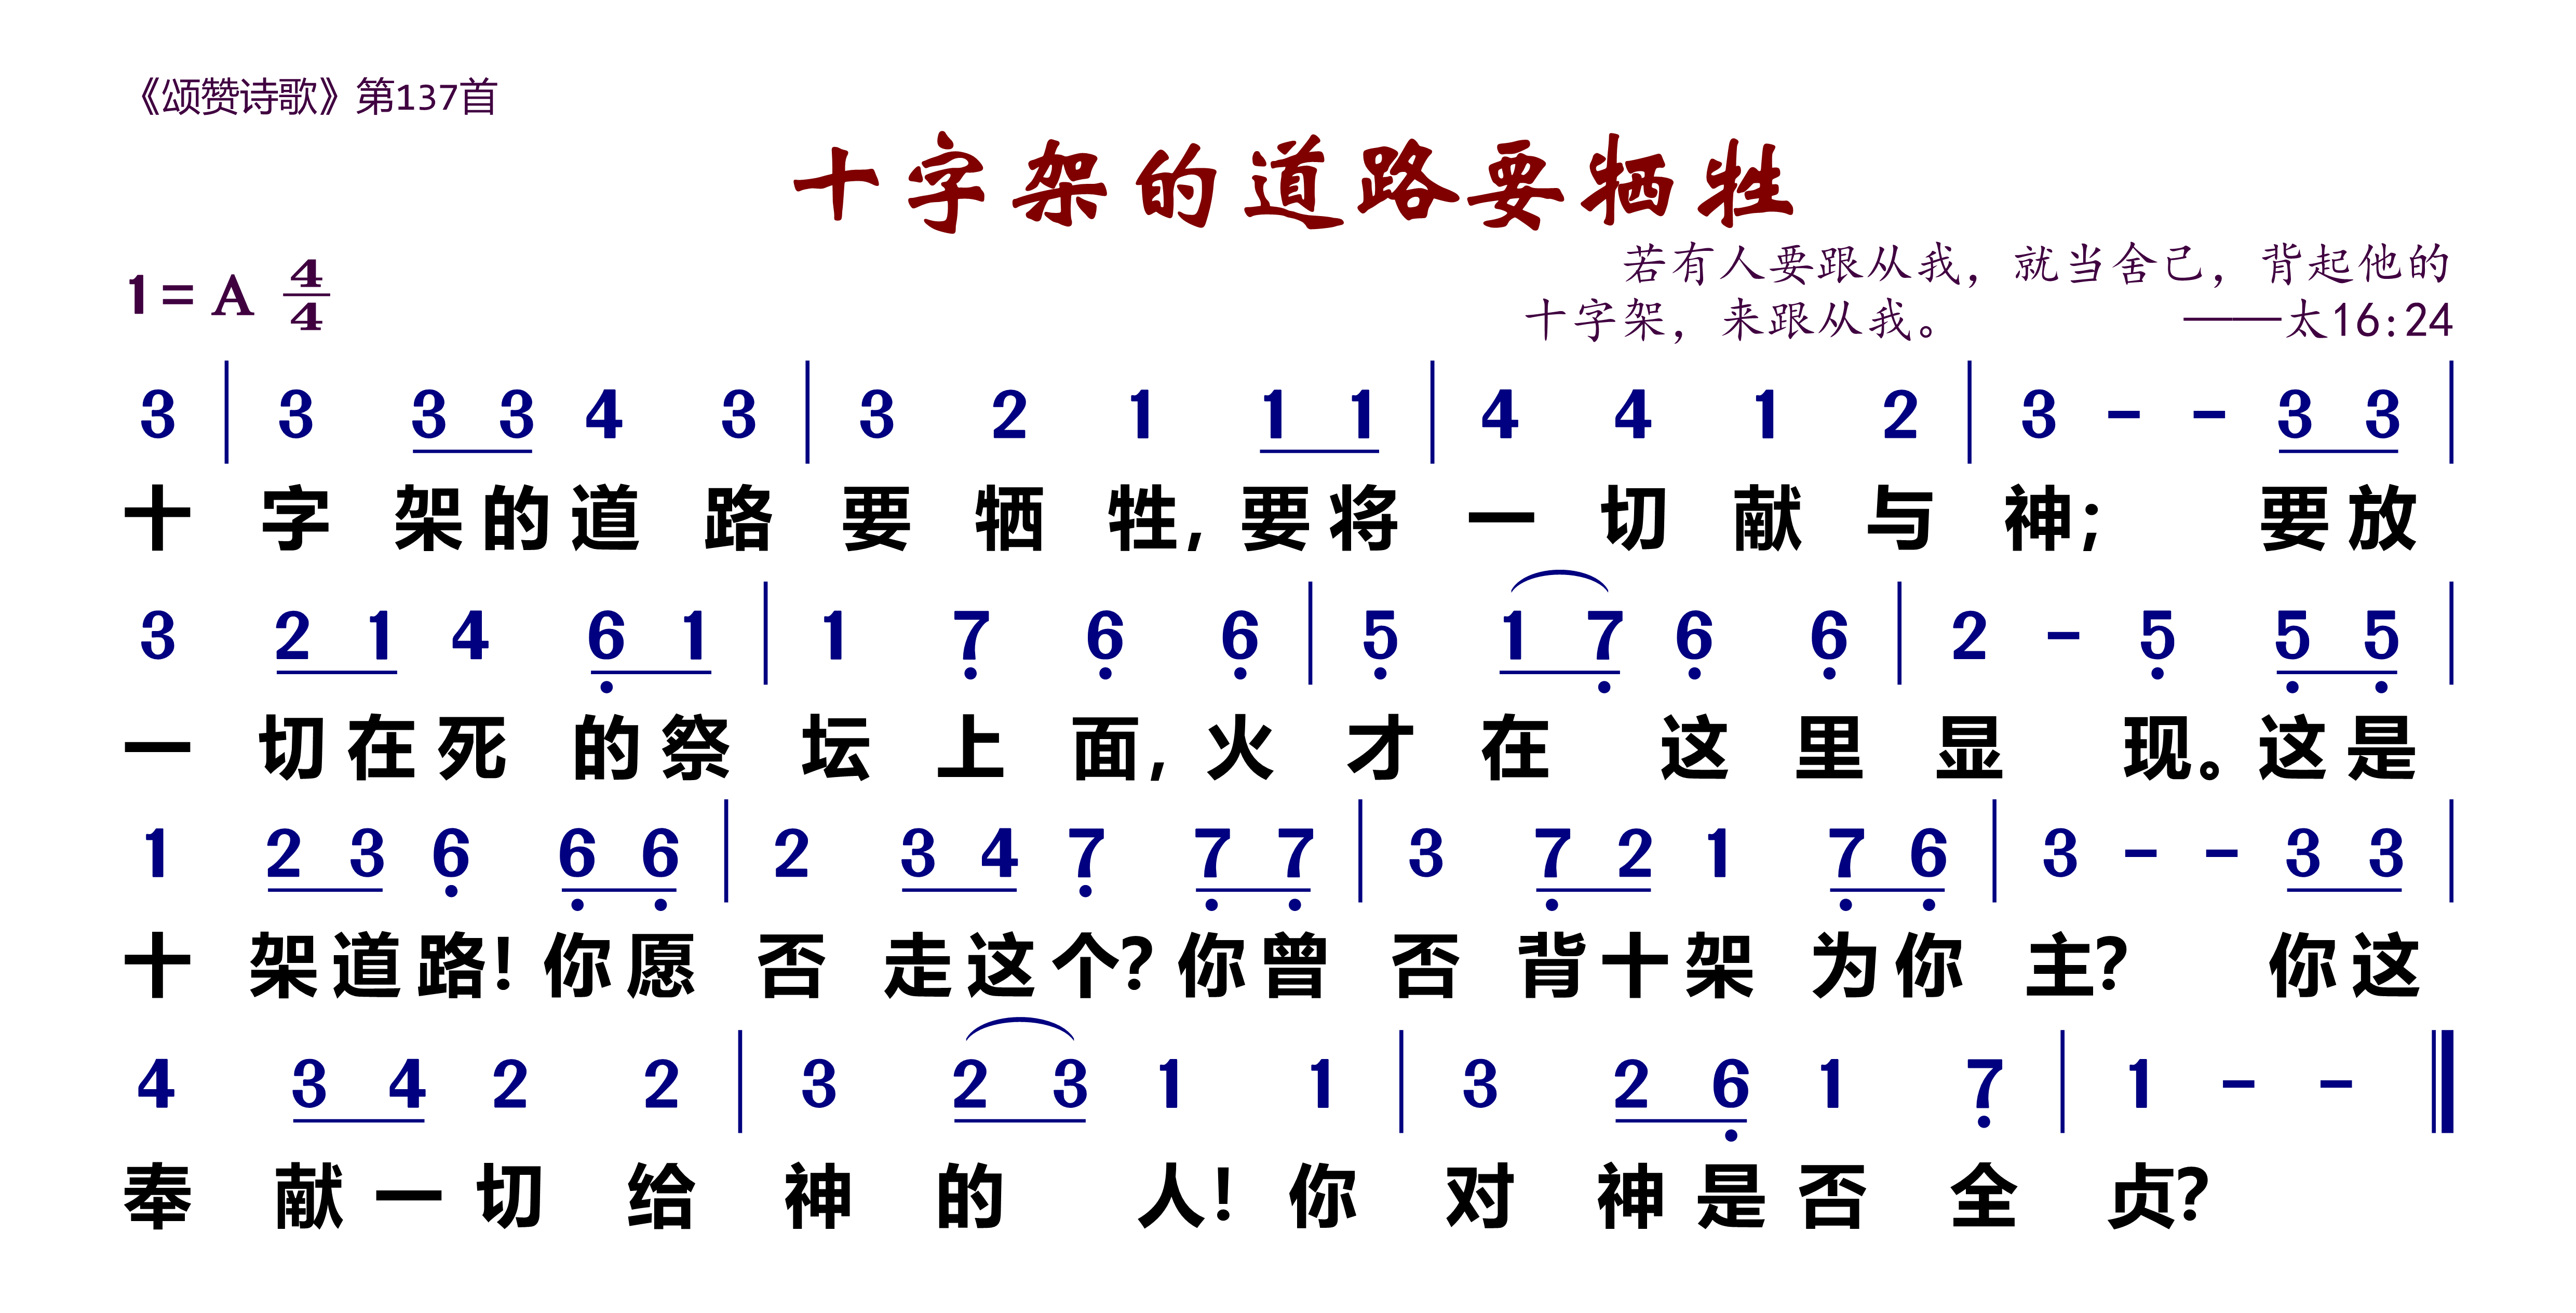 《颂赞诗歌》第137首
十字架的道路要牺牲
若有人要跟从我，就当舍己，背起他的
1= A 4/4
十字架，来跟从我。 ——太16:24
3 | 3 3 3 4 3 | 3 2 1 1 1 | 4 4 1 2 | 3 - - 3 3 |
十字架的道路要牺牲,要将一切献与神; 要放
3 2 1 4 6 1 | 1 7 6 6 | 5 1 7 6 6 | 2 - 5 5 5 |
一切在死的祭坛上面,火才在这里显现。这是
1 2 3 6 6 6 | 2 3 4 7 7 7 | 3 7 2 1 7 6 | 3 - - 3 3 |
十架道路!你愿否走这个?你曾否背十架为你主? 你这
4 3 4 2 2 | 3 2 3 1 1 | 3 2 6 1 7 | 1 - -
奉献一切给神的人!你对神是否全贞?